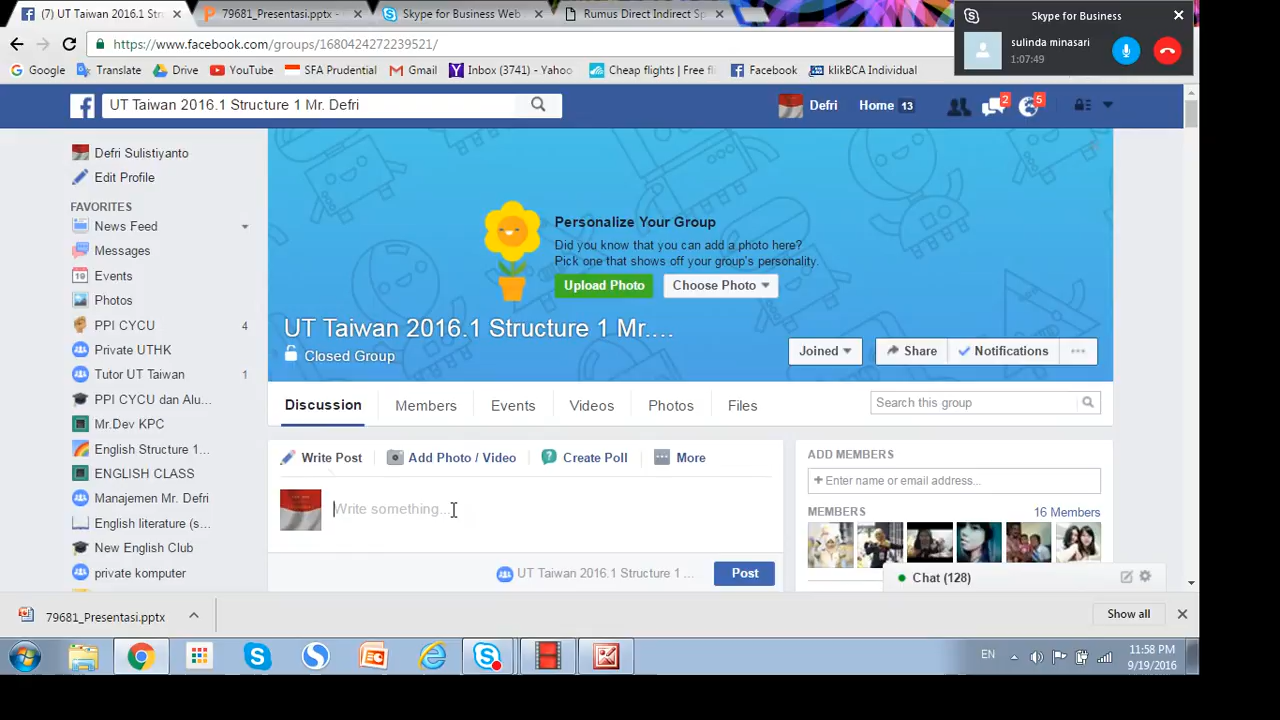 (7) UT Taiwan 2016.1 Str
79681_Presentasi.pptx
Skype for Business Web
Rumus Direct Indirect Sp
Skype for Business
https://www.facebook.com/groups/1680424272239521/
sulinda minasari
1:07:49
Google
Translate
Drive
YouTube
SFA Prudential
Gmail
Inbox (3741) - Yahoo
Cheap flights | Free fl
Facebook
klikBCA Individual
UT Taiwan 2016.1 Structure 1 Mr. Defri
Defri
Home 13
2
5
Defri Sulistiyanto
Edit Profile
FAVORITES
News Feed
Messages
Events
Photos
PPI CYCU 4
Private UTHK
Tutor UT Taiwan 1
PPI CYCU dan Alu...
Mr.Dev KPC
English Structure 1...
ENGLISH CLASS
Manajemen Mr. Defri
English literature (s...
New English Club
private komputer
Personalize Your Group
Did you know that you can add a photo here?
Pick one that shows off your group's personality.
Upload Photo
Choose Photo
UT Taiwan 2016.1 Structure 1 Mr....
Closed Group
Joined
Share
Notifications
Discussion
Members
Events
Videos
Photos
Files
Search this group
Write Post
Add Photo / Video
Create Poll
More
Write something...
UT Taiwan 2016.1 Structure 1 ...
Post
ADD MEMBERS
+ Enter name or email address...
MEMBERS
16 Members
Chat (128)
79681_Presentasi.pptx
Show all
EN
11:58 PM
9/19/2016